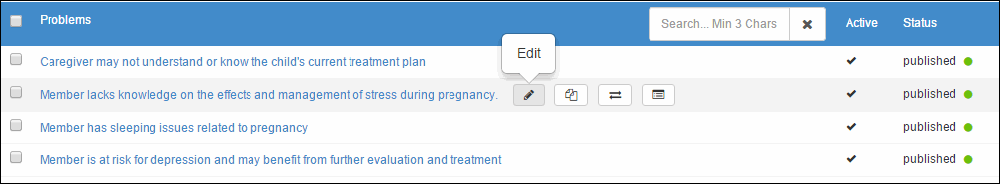 Problems Search... Min 3 Chars Active Status
Edit
Caregiver may not understand or know the child's current treatment plan published
Member lacks knowledge on the effects and management of stress during pregnancy. published
Member has sleeping issues related to pregnancy published
Member is at risk for depression and may benefit from further evaluation and treatment published